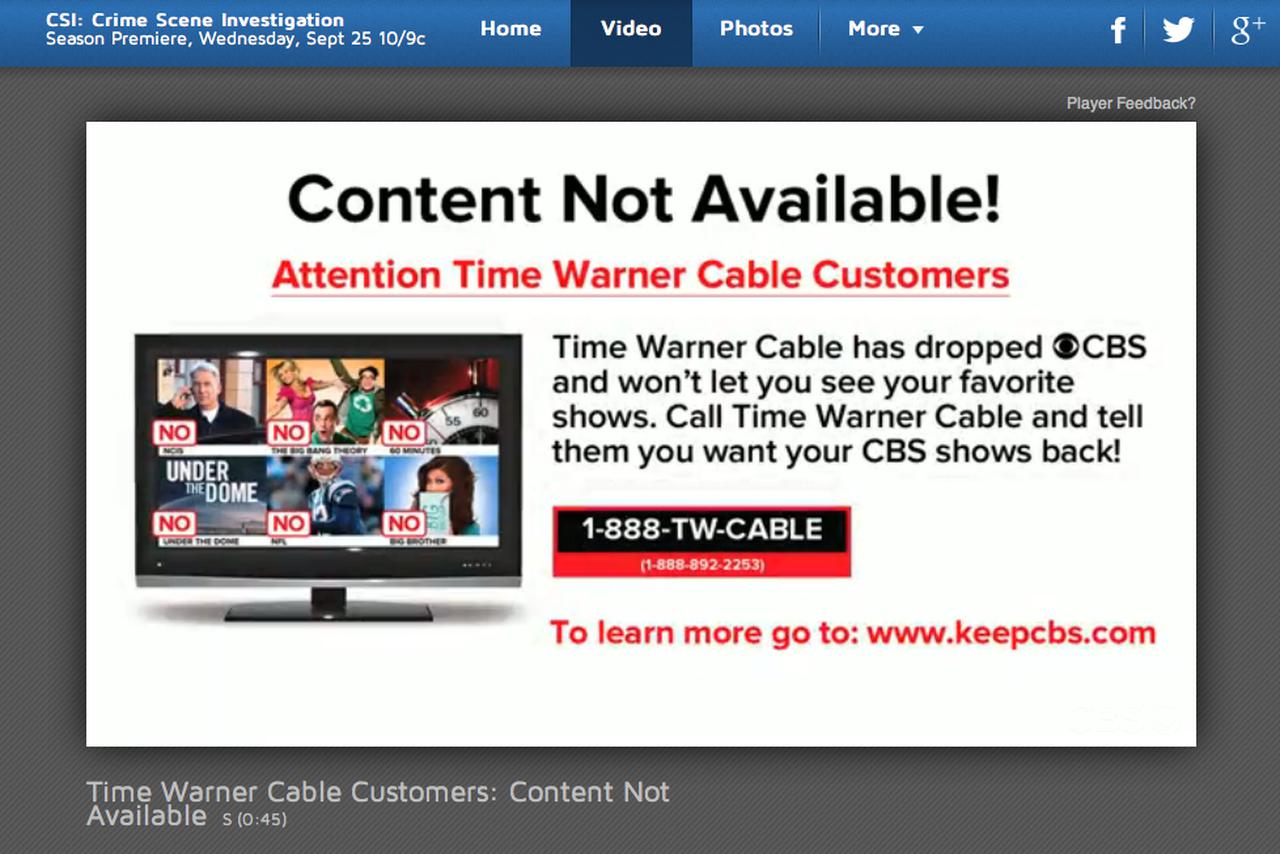 CSI: Crime Scene Investigation
Season Premiere, Wednesday, Sept 25 10/9c
Home
Video
Photos
More
f
g+
Player Feedback?
Content Not Available!
Attention Time Warner Cable Customers
Time Warner Cable has dropped CBS
and won't let you see your favorite
shows. Call Time Warner Cable and tell
them you want your CBS shows back!
55
60
NO
NO
NO
NCIS
THE BIG BANG THEORY
60 MINUTES
UNDER
THE DOME
BIG
NO
NO
NO
UNDER THE DOME
NFL
BIG BROTHER
1-888-TW-CABLE
(1-888-892-2253)
To learn more go to: www.keepcbs.com
Time Warner Cable Customers: Content Not
Available S (0:45)